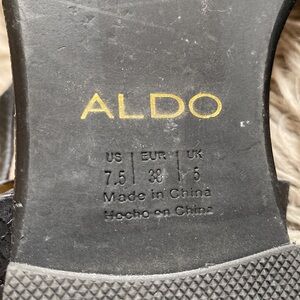 ALDO
US | EUR | UK
7.5 | 38 | 5
Made in China
Hecho en China